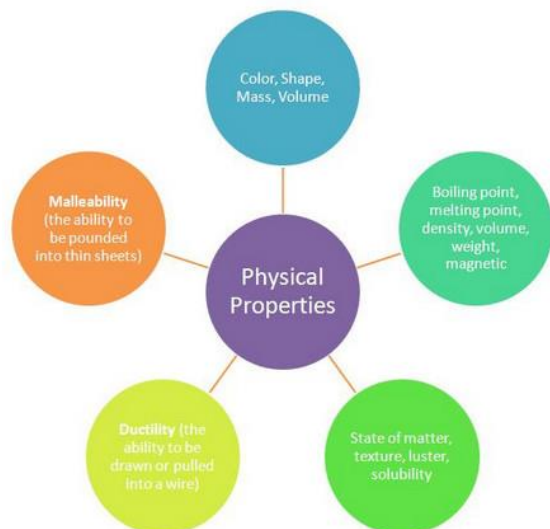 Color, Shape,
Mass, Volume
Malleability
(the ability to
be pounded
into thin sheets)
Boiling point,
melting point,
density, volume,
weight,
magnetic
Physical
Properties
Ductility (the
ability to be
drawn or pulled
into a wire)
State of matter,
texture, luster,
solubility